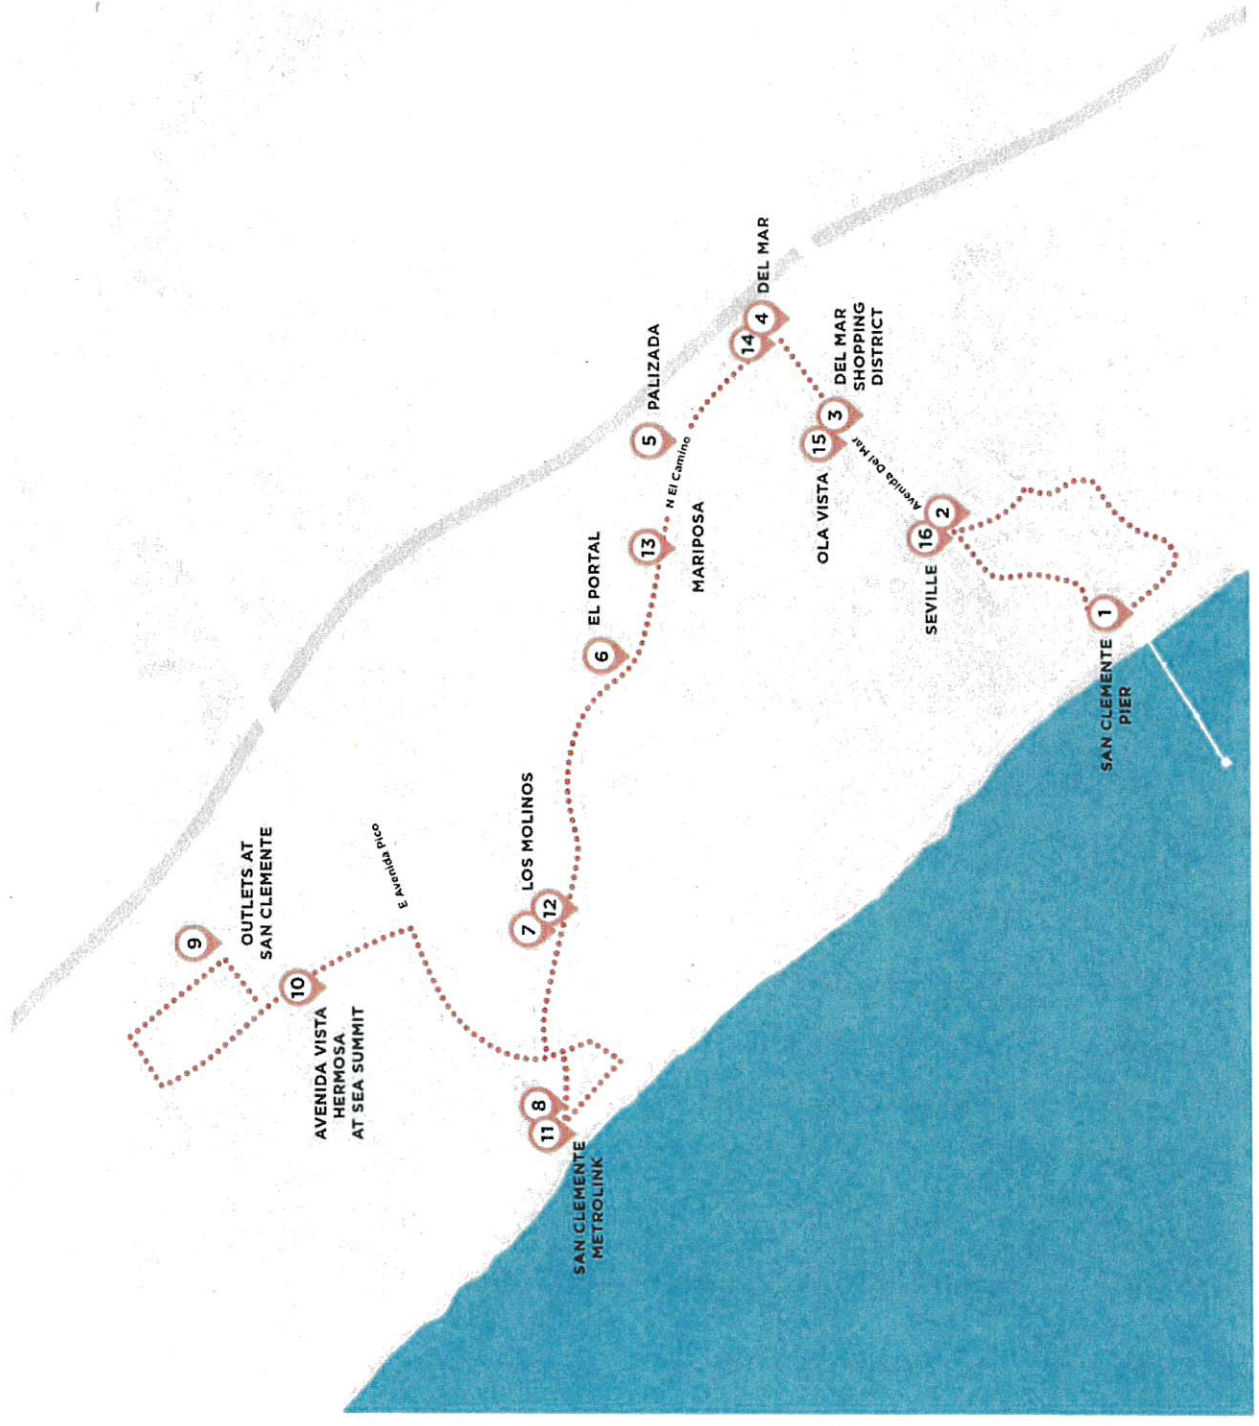 9
OUTLETS AT
SAN CLEMENTE
10
AVENIDA VISTA
HERMOSA
AT SEA SUMMIT
E Avenida Pico
11
8
SAN CLEMENTE
METROLINK
7
12
LOS MOLINOS
6
EL PORTAL
13
MARIPOSA
N El Camino
5
PALIZADA
14
4
DEL MAR
15
3
OLA VISTA
DEL MAR
SHOPPING
DISTRICT
Avenida Del Mar
16
2
SEVILLE
1
SAN CLEMENTE
PIER